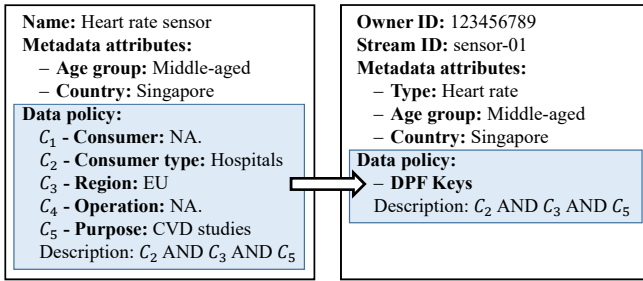 Name: Heart rate sensor
Metadata attributes:
– Age group: Middle-aged
– Country: Singapore
Data policy:
C1 - Consumer: NA.
C2 - Consumer type: Hospitals
C3 - Region: EU
C4 - Operation: NA.
C5 - Purpose: CVD studies
Description: C2 AND C3 AND C5
Owner ID: 123456789
Stream ID: sensor-01
Metadata attributes:
– Type: Heart rate
– Age group: Middle-aged
– Country: Singapore
Data policy:
– DPF Keys
Description: C2 AND C3 AND C5